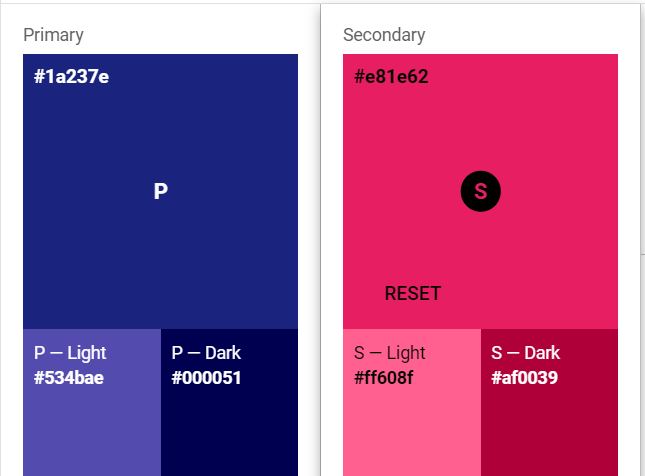 Primary
#1a237e
P
P — Light
#534bae
P — Dark
#000051
Secondary
#e81e62
S
RESET
S — Light
#ff608f
S — Dark
#af0039